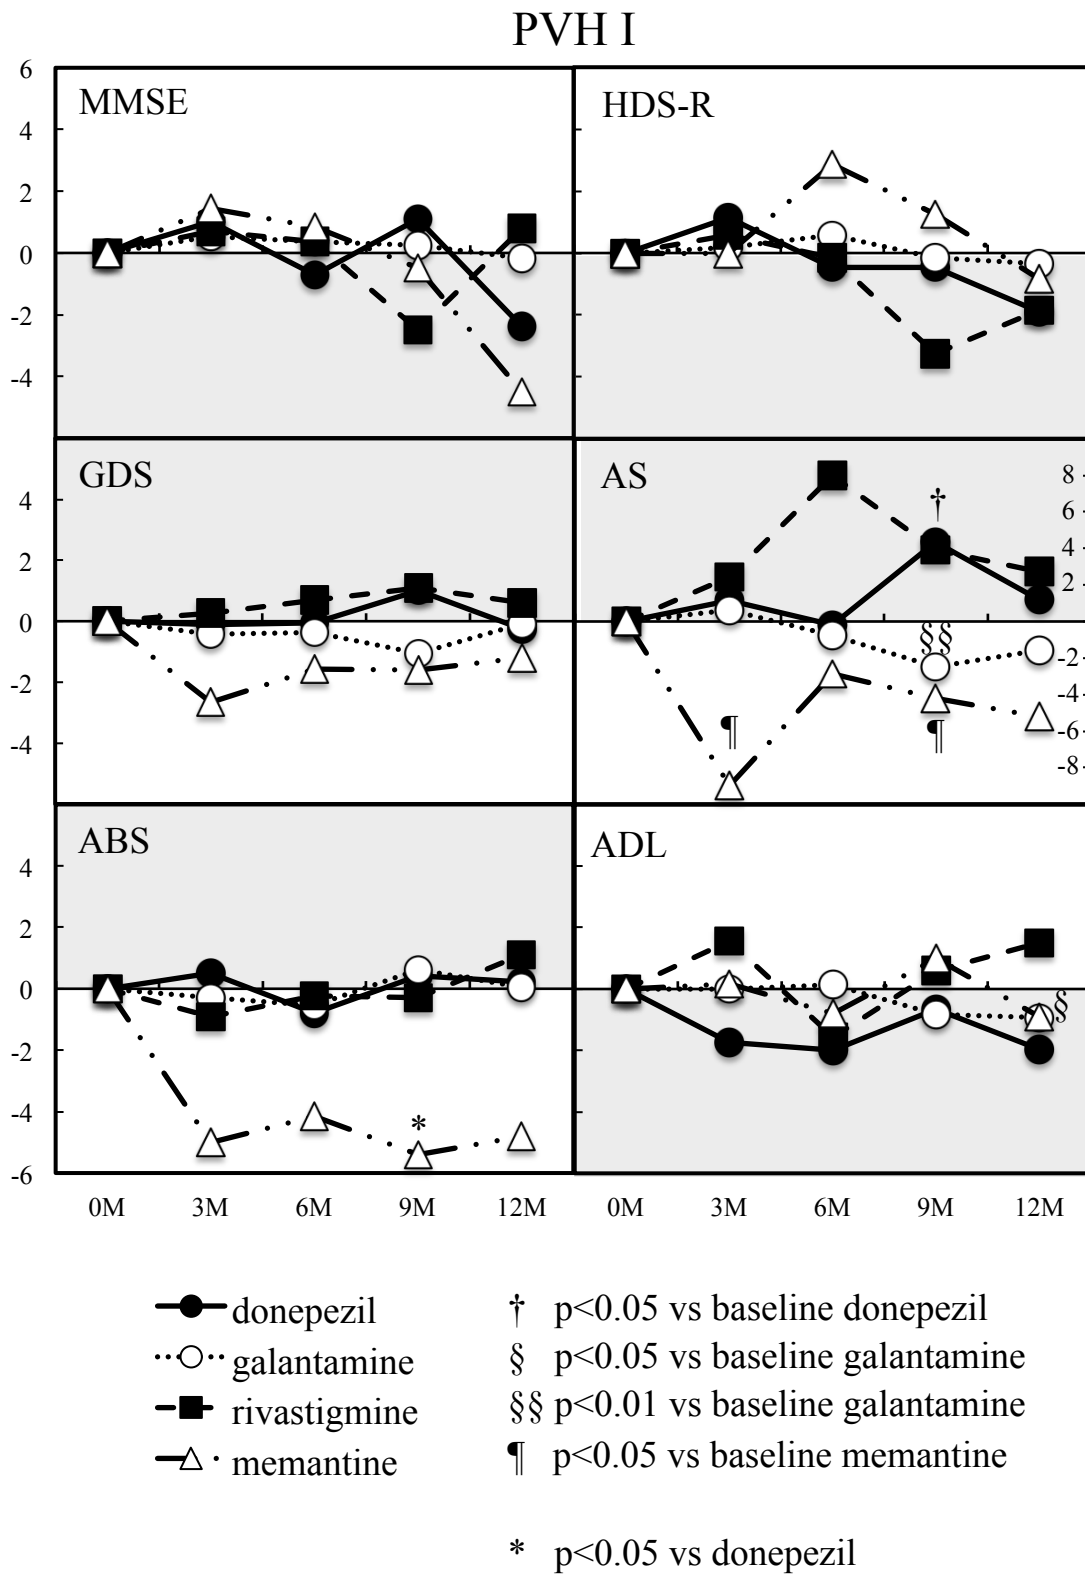 PVH I
6
MMSE
HDS-R
4
2
0
-2
-4
GDS
AS
8
4
†
6
2
4
2
0
§§
-2
-2
¶
¶
-4
-4
-6
-8
ABS
ADL
4
2
0
§
-2
-4
*
-6
0M 3M 6M 9M 12M 0M 3M 6M 9M 12M
donepezil † p<0.05 vs baseline donepezil
galantamine § p<0.05 vs baseline galantamine
rivastigmine §§ p<0.01 vs baseline galantamine
memantine ¶ p<0.05 vs baseline memantine
* p<0.05 vs donepezil